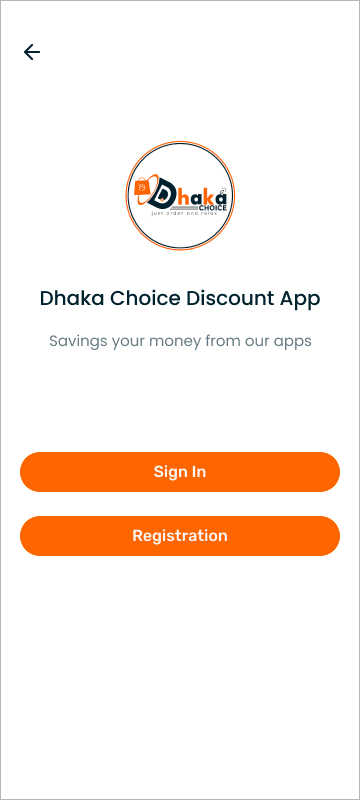 Dhaka
CHOICE
just order and relax
Dhaka Choice Discount App
Savings your money from our apps
Sign In
Registration